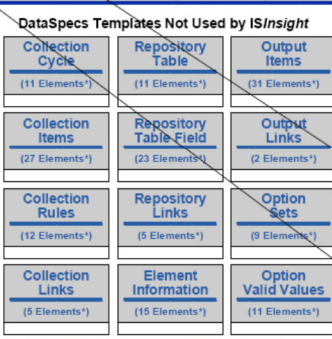 DataSpecs Templates Not Used by ISInsight
Collection Cycle
(11 Elements*)
Repository Table
(11 Elements*)
Output Items
(31 Elements*)
Collection Items
(27 Elements*)
Repository Table Field
(23 Elements*)
Output Links
(2 Elements*)
Collection Rules
(12 Elements*)
Repository Links
(5 Elements*)
Option Sets
(9 Elements*)
Collection Links
(5 Elements*)
Element Information
(15 Elements*)
Option Valid Values
(11 Elements*)